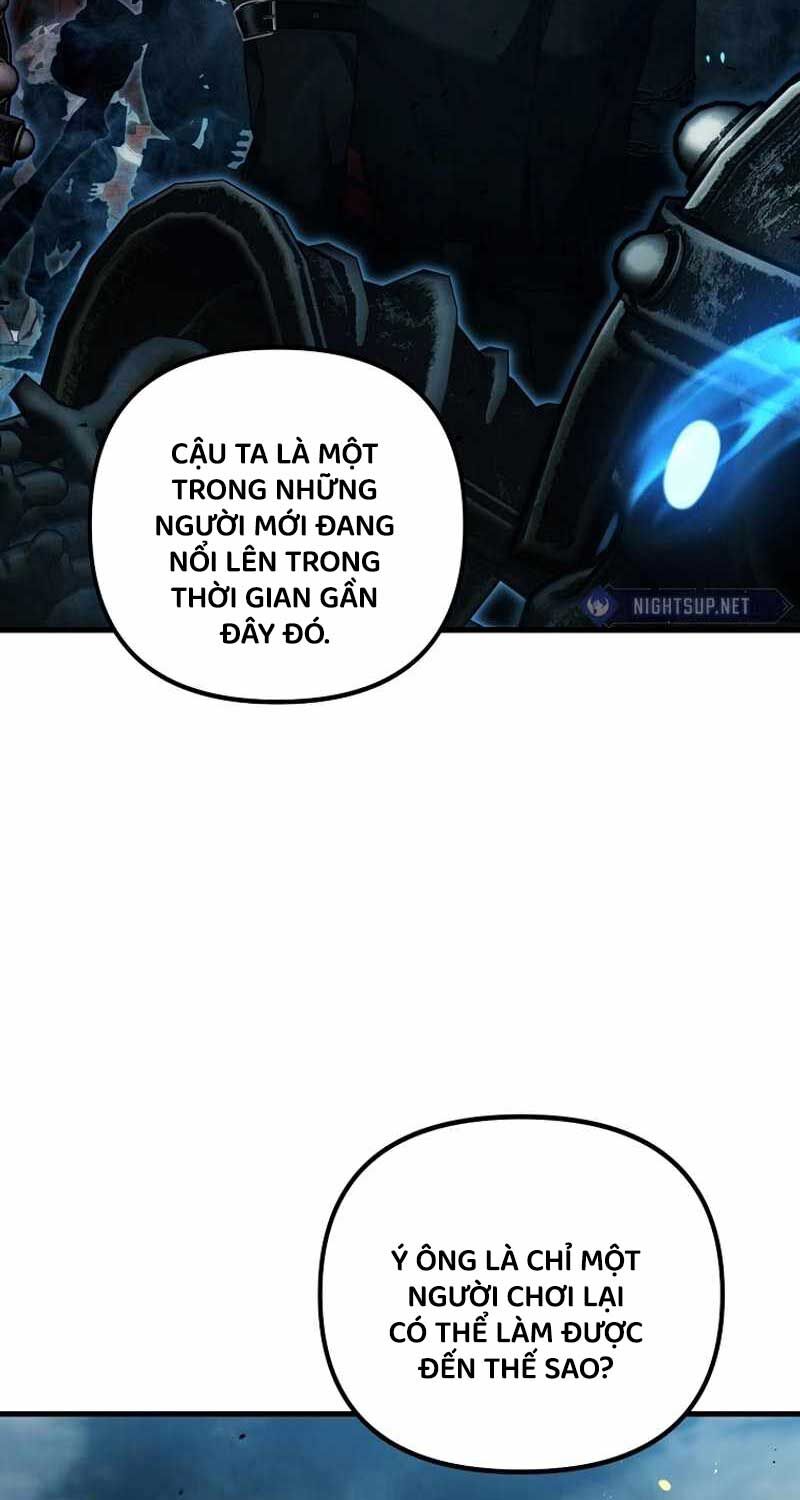 CẬU TA LÀ MỘT
TRONG NHỮNG
NGƯỜI MỚI ĐANG
NỔI LÊN TRONG
THỜI GIAN GẦN
ĐÂY ĐÓ.
NIGHTSUP.NET
Ý ÔNG LÀ CHỈ MỘT
NGƯỜI CHƠI LẠI
CÓ THỂ LÀM ĐƯỢC
ĐẾN THẾ SAO?